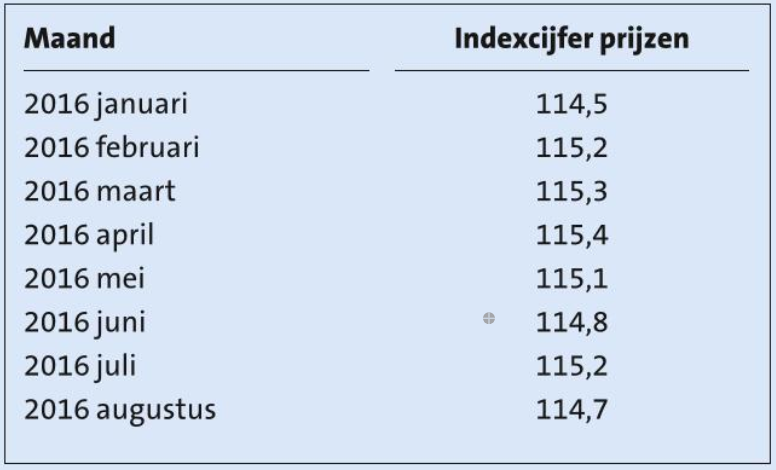 Maand Indexcijfer prijzen
2016 januari 114,5
2016 februari 115,2
2016 maart 115,3
2016 april 115,4
2016 mei 115,1
2016 juni 114,8
2016 juli 115,2
2016 augustus 114,7